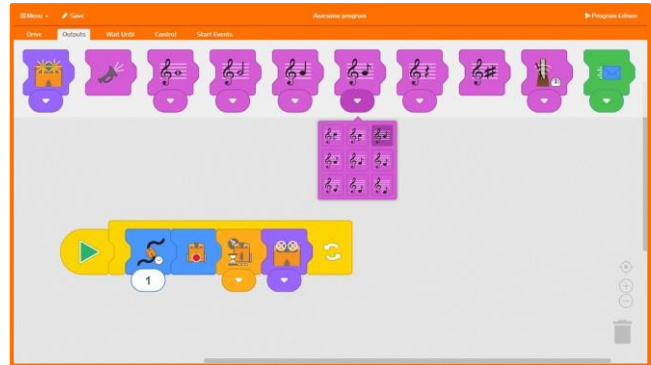 Menu
Save
Awesome program
Program Edison
Drive
Outputs
Wait Until
Control
Start Events
1